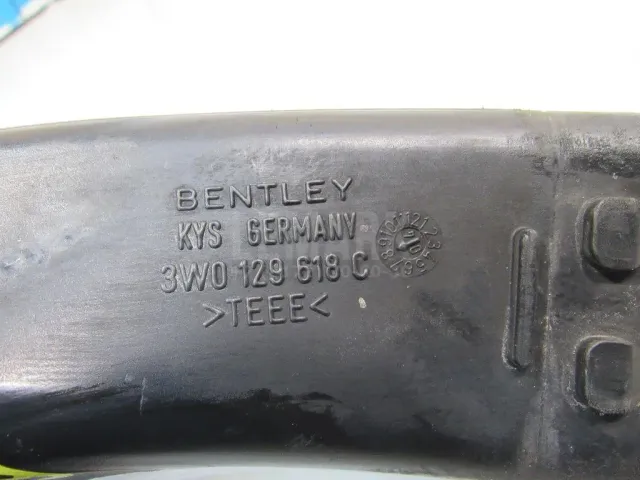 BENTLEY
KYS GERMANY
3W0 129 618 C
>TEEE<